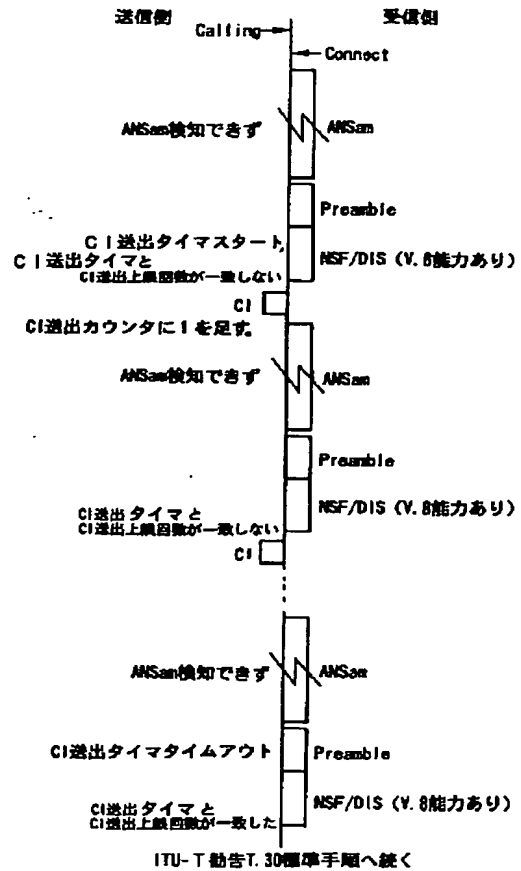 送信側
受信側
Calling
Connect
ANSam検知できず
ANSam
Preamble
CI送出タイマスタート
CI送出タイマと
CI送出上限回数が一致しない
NSF/DIS (V.8能力あり)
CI
CI送出カウンタに1を足す。
ANSam検知できず
ANSam
Preamble
CI送出タイマと
CI送出上限回数が一致しない
NSF/DIS (V.8能力あり)
CI
ANSam検知できず
ANSam
CI送出タイマタイムアウト
Preamble
CI送出タイマと
CI送出上限回数が一致した
NSF/DIS (V.8能力あり)
ITU-T勧告T.30標準手順へ続く